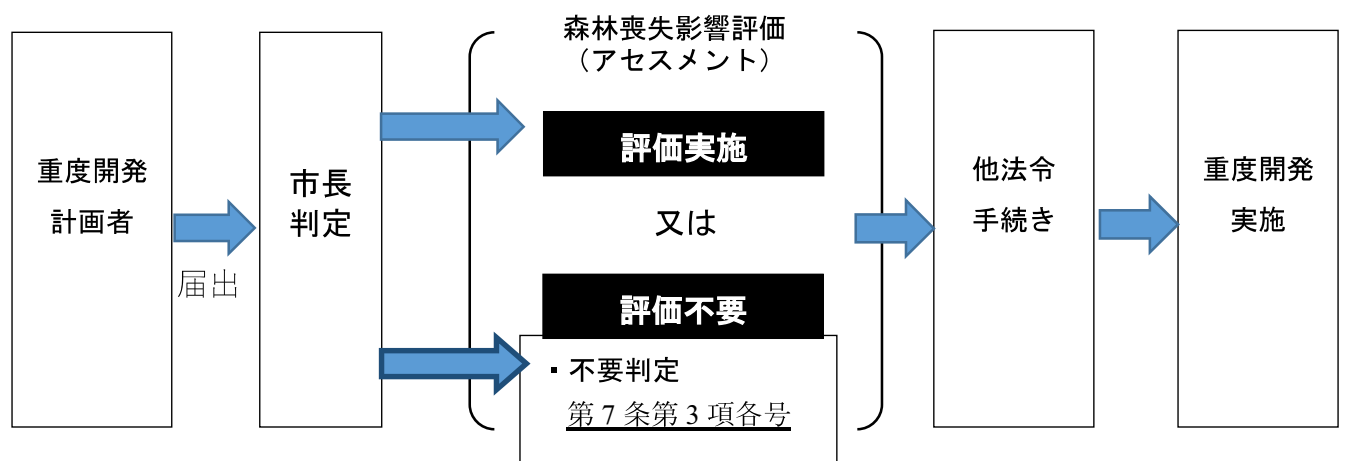 重度開発
計画者
届出
市長
判定
森林喪失影響評価
（アセスメント）
評価実施
又は
評価不要
・不要判定
第7条第3項各号
他法令
手続き
重度開発
実施